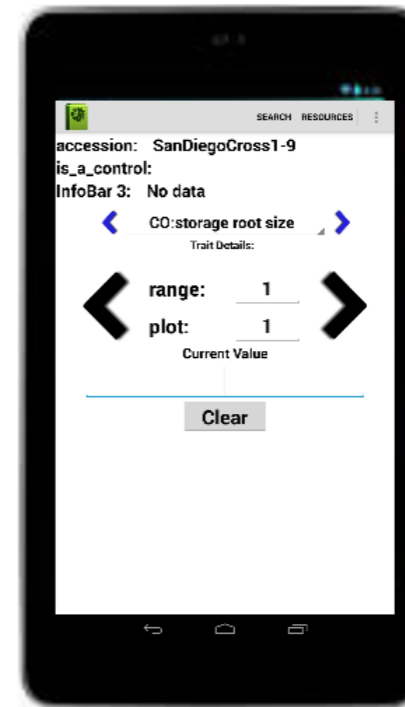 SEARCH RESOURCES
accession: SanDiegoCross1-9
is_a_control:
InfoBar 3: No data
CO:storage root size
Trait Details:
range: 1
plot: 1
Current Value
Clear